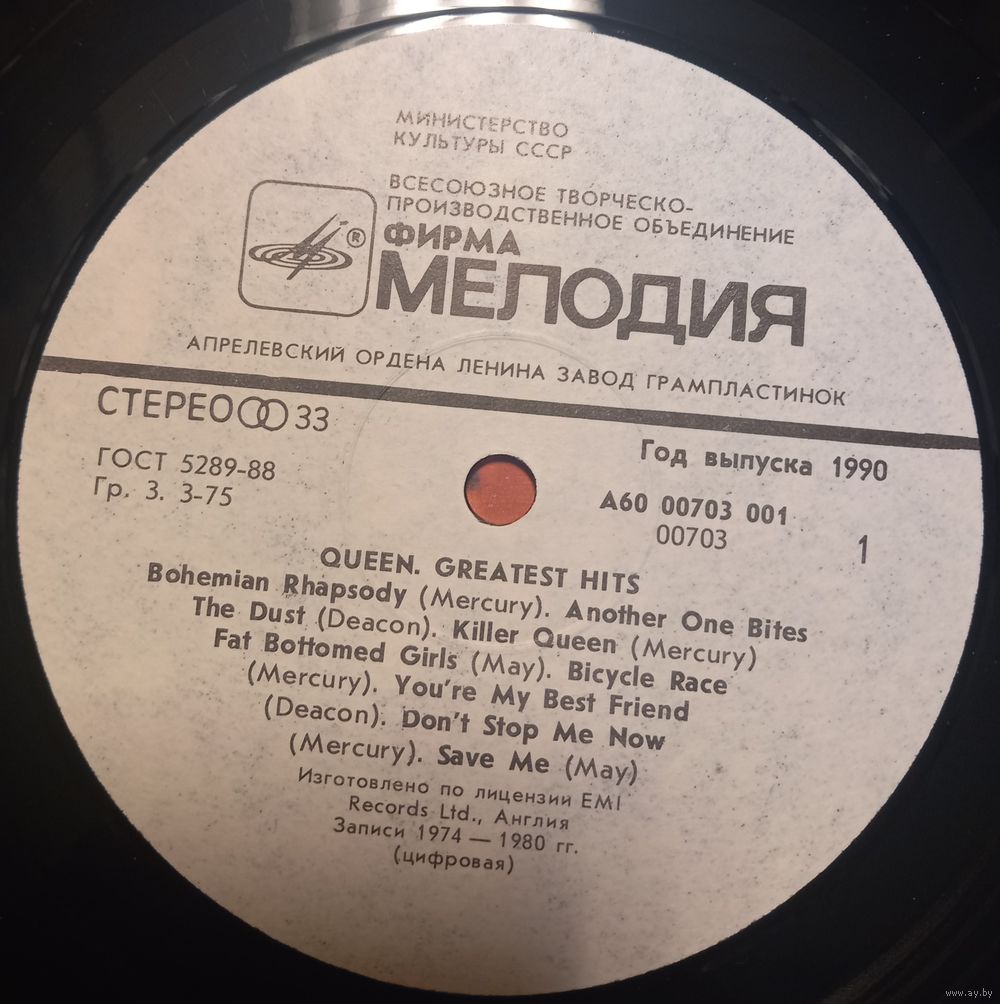 МИНИСТЕРСТВО
КУЛЬТУРЫ СССР
ВСЕСОЮЗНОЕ ТВОРЧЕСКО-
ПРОИЗВОДСТВЕННОЕ ОБЪЕДИНЕНИЕ
®
ФИРМА
МЕЛОДИЯ
АПРЕЛЕВСКИЙ ОРДЕНА ЛЕНИНА ЗАВОД ГРАМПЛАСТИНОК
СТЕРЕО 33
ГОСТ 5289-88
Гр. 3. 3-75
Год выпуска 1990
А60 00703 001
00703
1
QUEEN. GREATEST HITS
Bohemian Rhapsody (Mercury). Another One Bites
The Dust (Deacon). Killer Queen (Mercury)
Fat Bottomed Girls (May). Bicycle Race
(Mercury). You're My Best Friend
(Deacon). Don't Stop Me Now
(Mercury). Save Me (May)
Изготовлено по лицензии EMI
Records Ltd., Англия
Записи 1974 — 1980 гг.
(цифровая)
www.ay.by